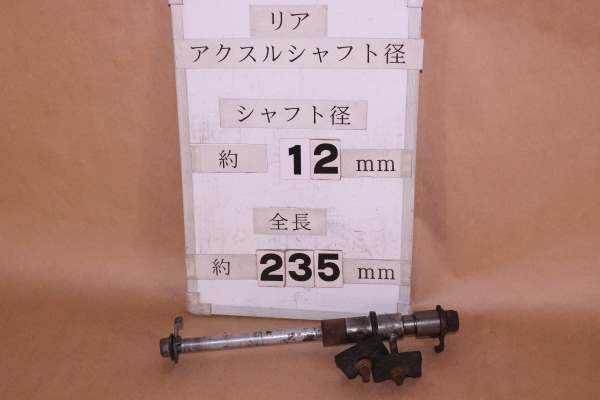 リア
アクスルシャフト径
シャフト径
約 12 mm
全長
約 235 mm